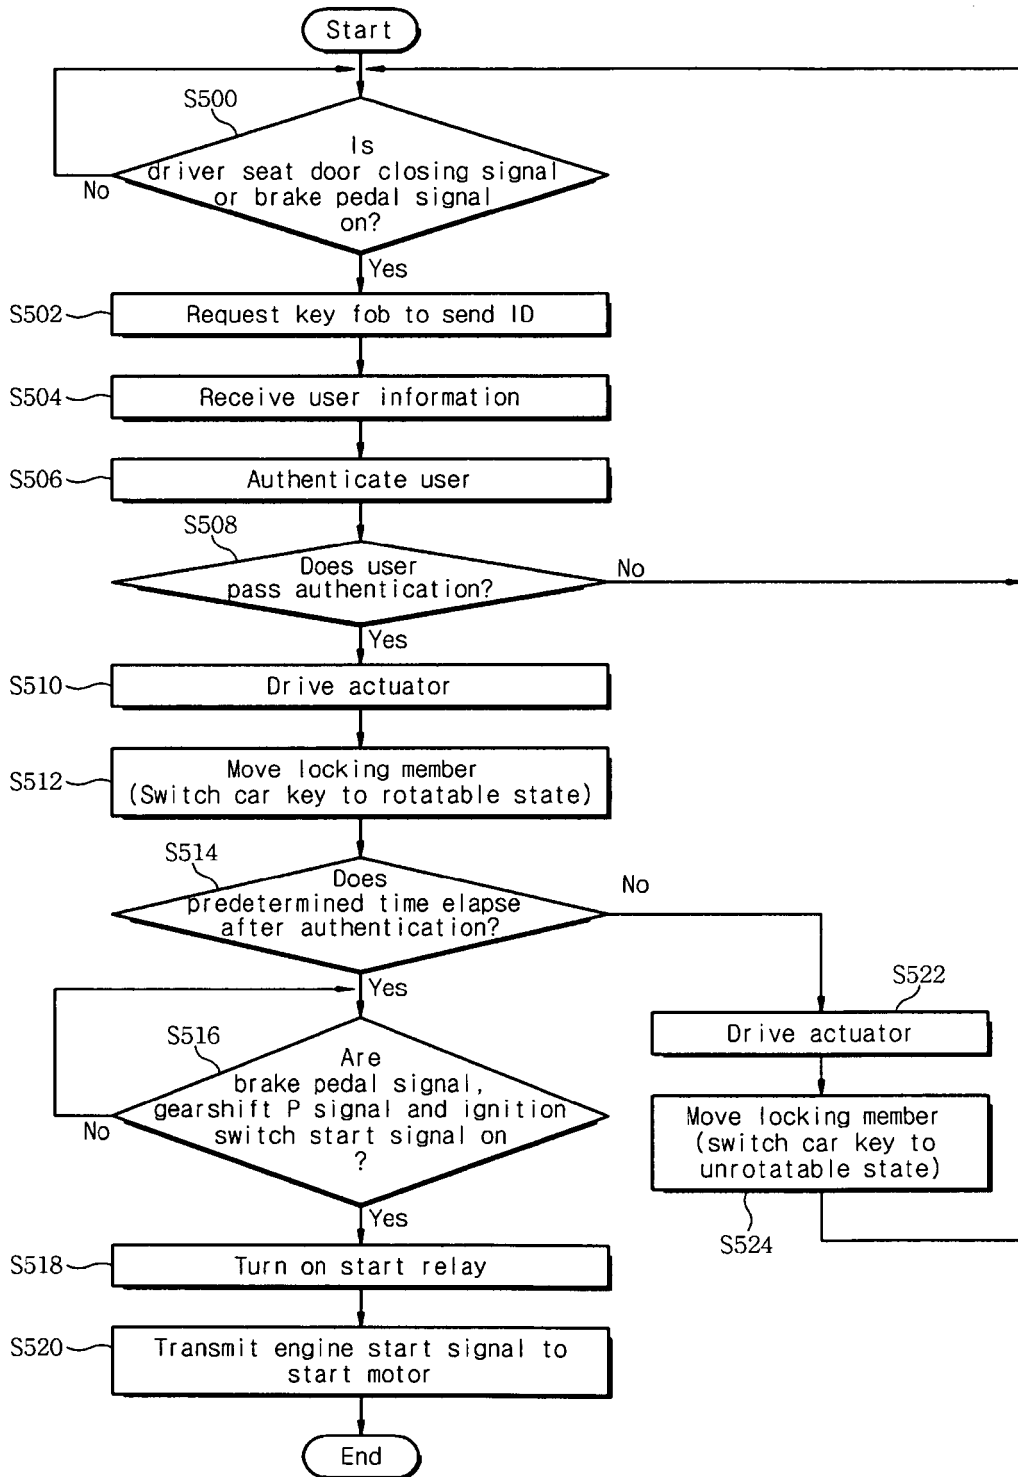 Start
S500
Is
driver seat door closing signal
or brake pedal signal
on?
No
Yes
S502
Request key fob to send ID
S504
Receive user information
S506
Authenticate user
S508
Does user
pass authentication?
No
Yes
S510
Drive actuator
S512
Move locking member
(Switch car key to rotatable state)
S514
Does
predetermined time elapse
after authentication?
No
Yes
S516
Are
brake pedal signal,
gearshift P signal and ignition
switch start signal on
?
No
Yes
S522
Drive actuator
Move locking member
(switch car key to
unrotatable state)
S524
S518
Turn on start relay
S520
Transmit engine start signal to
start motor
End